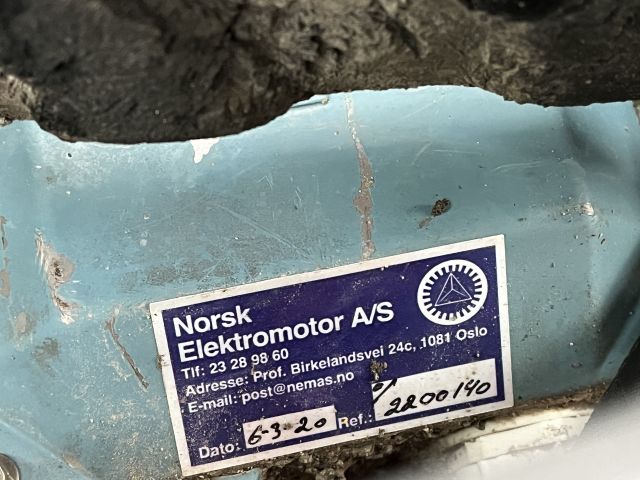 Norsk
Elektromotor A/S
Tlf: 23 28 98 60
Adresse: Prof. Birkelandsvei 24c, 1081 Oslo
E-mail: post@nemas.no
Dato: 6-3-20 Ref.: 2200140